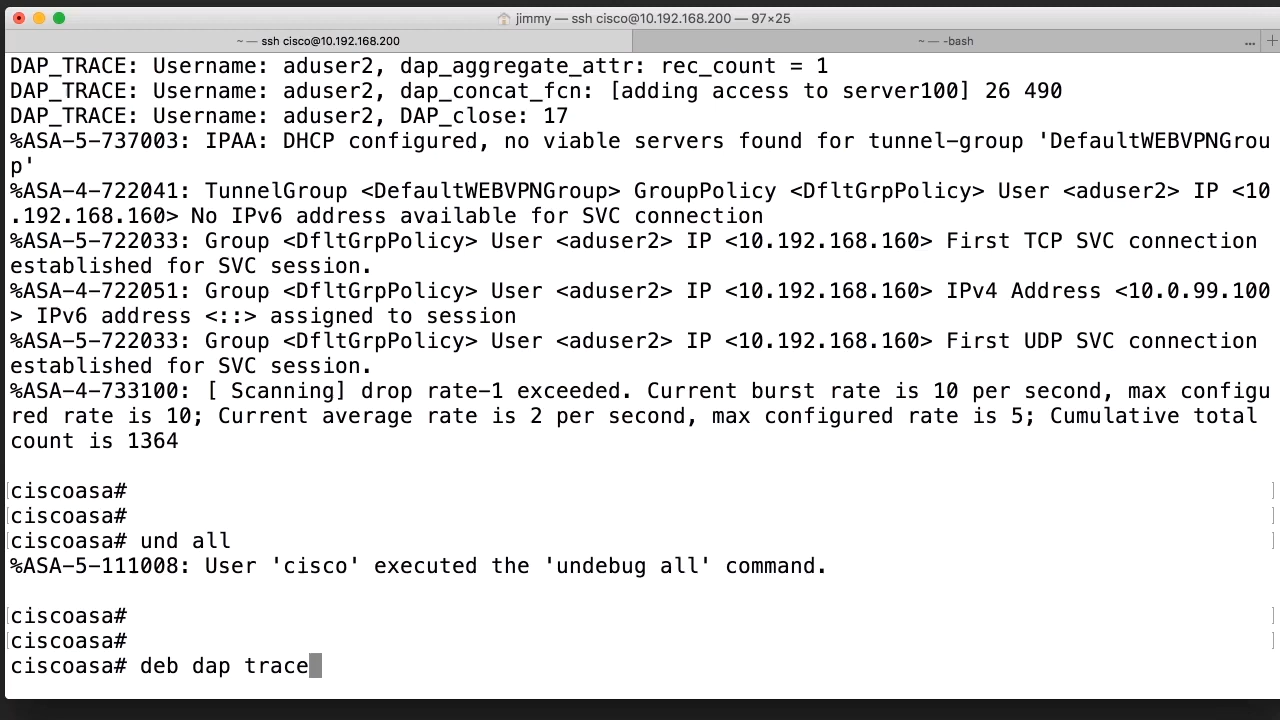 jimmy — ssh cisco@10.192.168.200 — 97×25
~ — ssh cisco@10.192.168.200
~ — -bash
... +
DAP_TRACE: Username: aduser2, dap_aggregate_attr: rec_count = 1
DAP_TRACE: Username: aduser2, dap_concat_fcn: [adding access to server100] 26 490
DAP_TRACE: Username: aduser2, DAP_close: 17
%ASA-5-737003: IPAA: DHCP configured, no viable servers found for tunnel-group 'DefaultWEBVPNGrou
p'
%ASA-4-722041: TunnelGroup <DefaultWEBVPNGroup> GroupPolicy <DfltGrpPolicy> User <aduser2> IP <10
.192.168.160> No IPv6 address available for SVC connection
%ASA-5-722033: Group <DfltGrpPolicy> User <aduser2> IP <10.192.168.160> First TCP SVC connection
established for SVC session.
%ASA-4-722051: Group <DfltGrpPolicy> User <aduser2> IP <10.192.168.160> IPv4 Address <10.0.99.100
> IPv6 address <::> assigned to session
%ASA-5-722033: Group <DfltGrpPolicy> User <aduser2> IP <10.192.168.160> First UDP SVC connection
established for SVC session.
%ASA-4-733100: [ Scanning] drop rate-1 exceeded. Current burst rate is 10 per second, max configu
red rate is 10; Current average rate is 2 per second, max configured rate is 5; Cumulative total
count is 1364
ciscoasa#
ciscoasa#
ciscoasa# und all
%ASA-5-111008: User 'cisco' executed the 'undebug all' command.
ciscoasa#
ciscoasa#
ciscoasa# deb dap trace